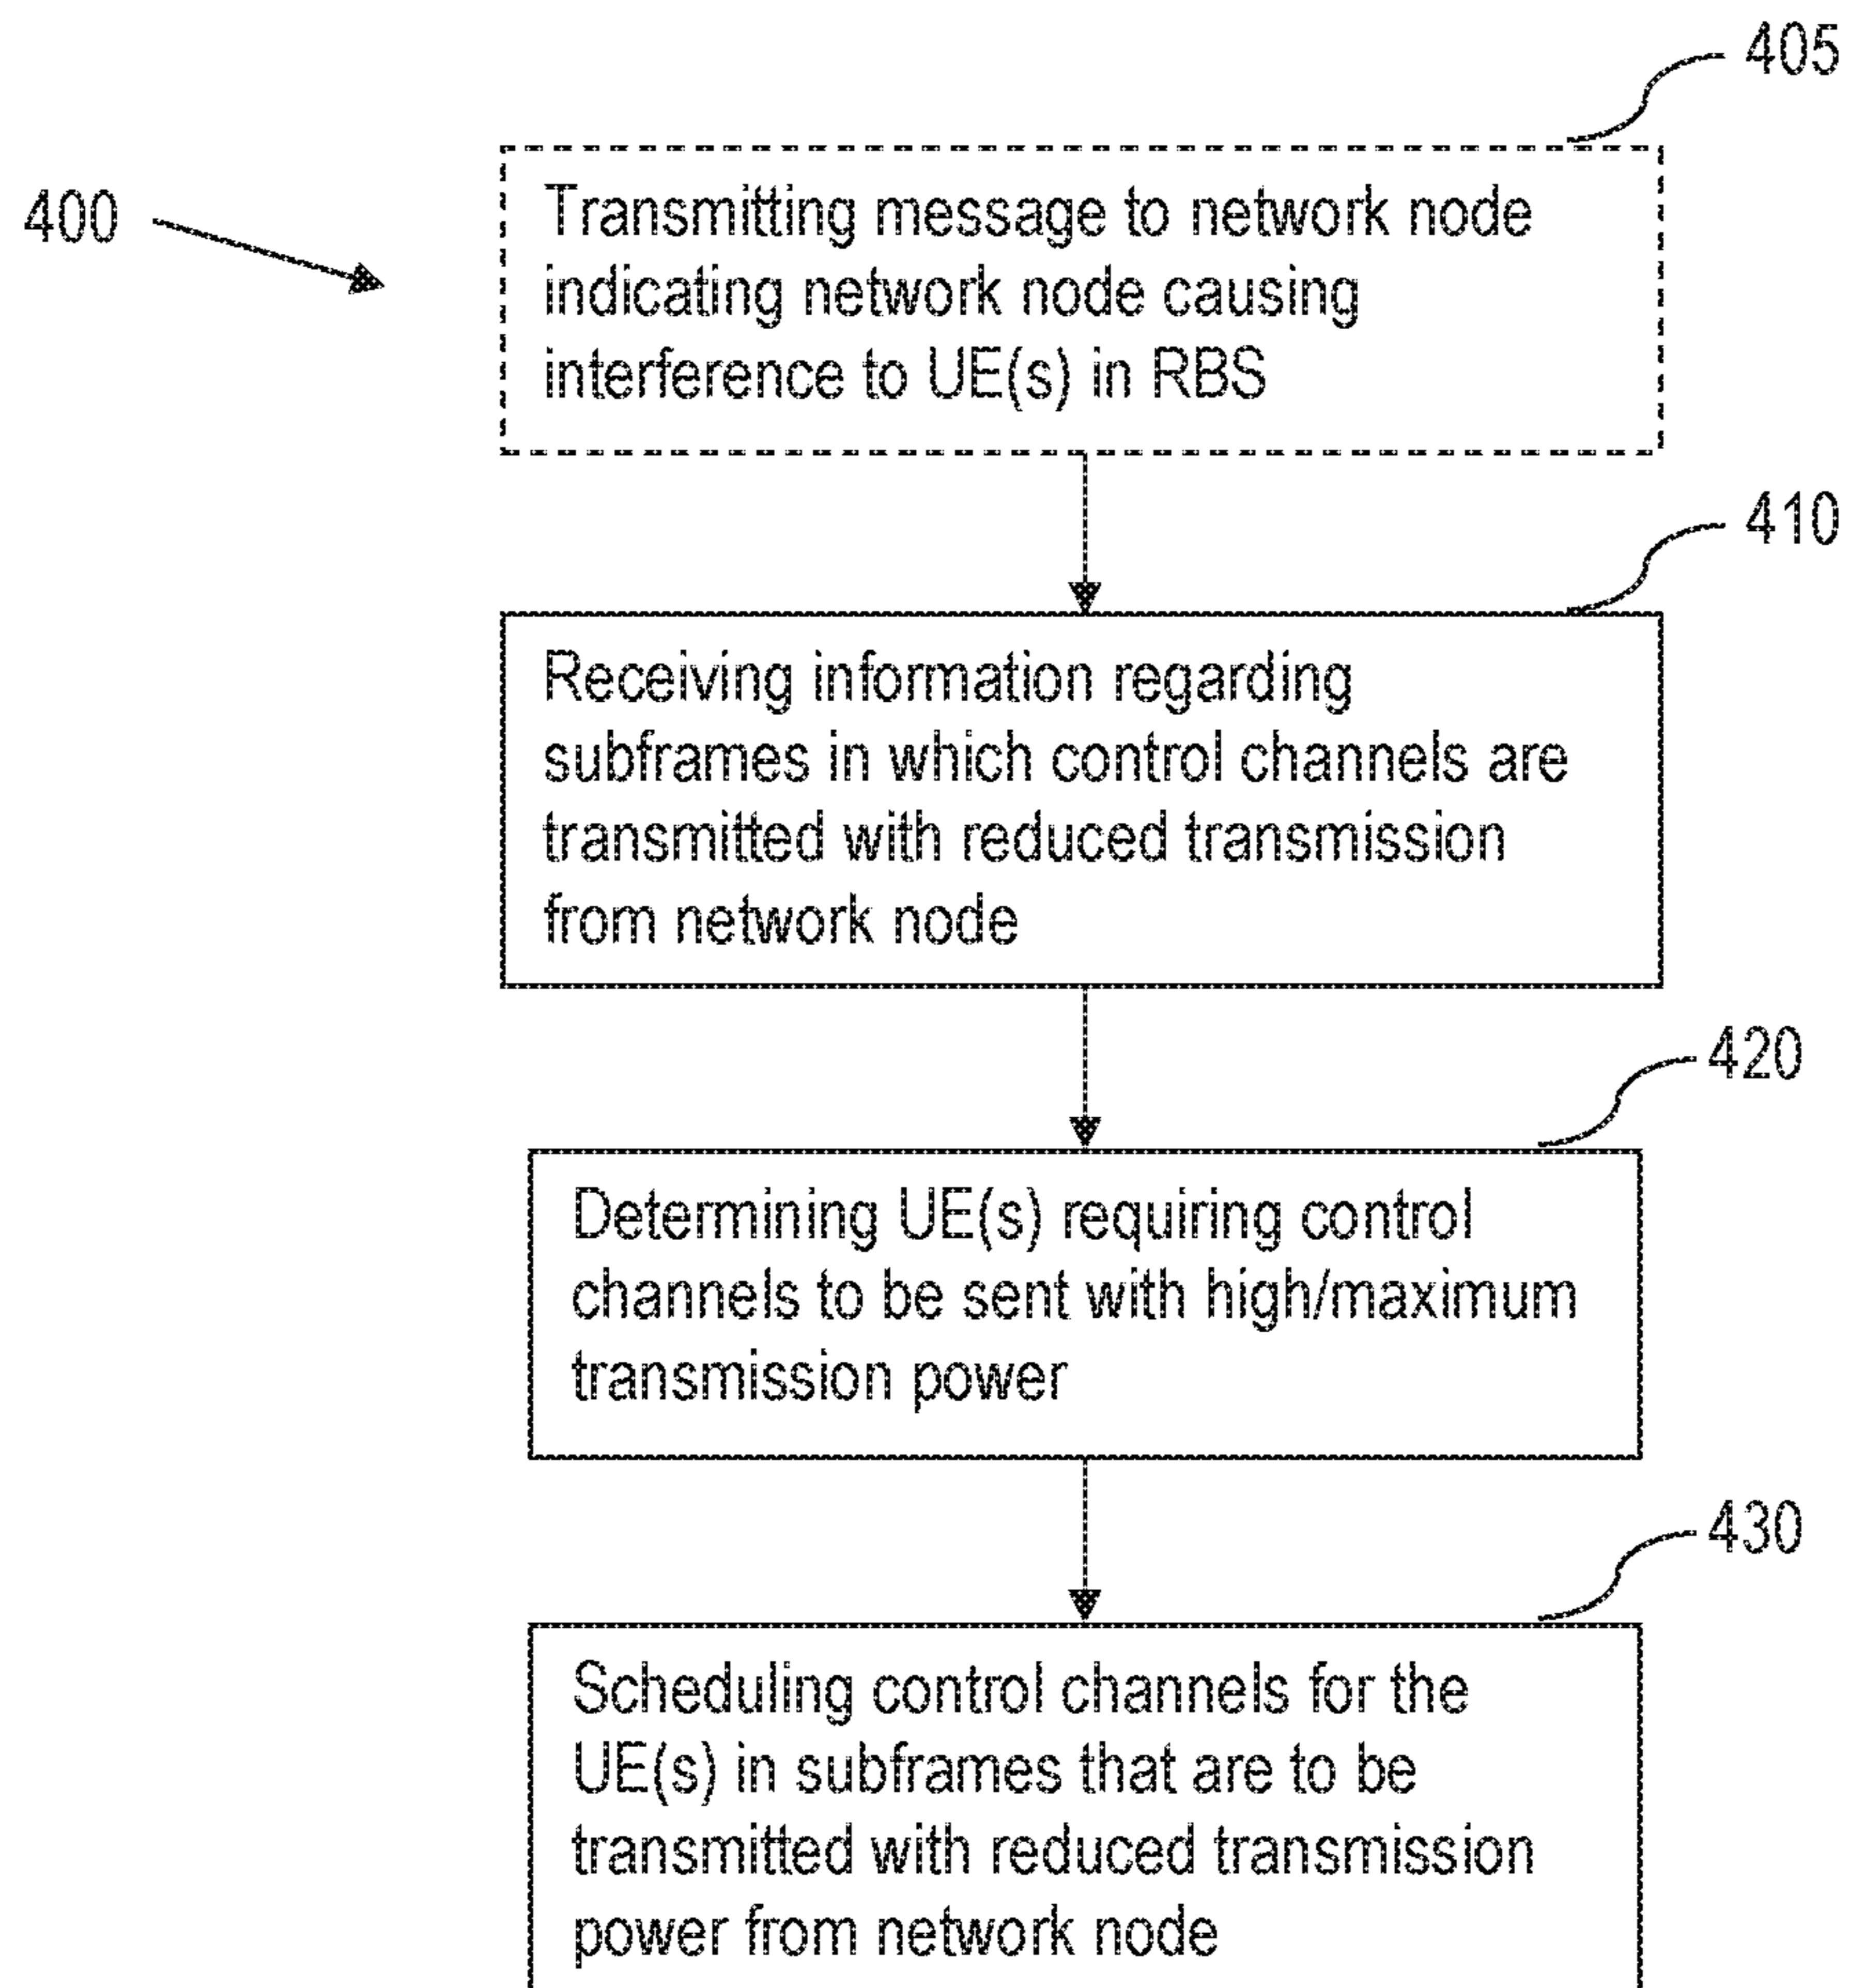 405
400
Transmitting message to network node
indicating network node causing
interference to UE(s) in RBS
410
Receiving information regarding
subframes in which control channels are
transmitted with reduced transmission
from network node
420
Determining UE(s) requiring control
channels to be sent with high/maximum
transmission power
430
Scheduling control channels for the
UE(s) in subframes that are to be
transmitted with reduced transmission
power from network node